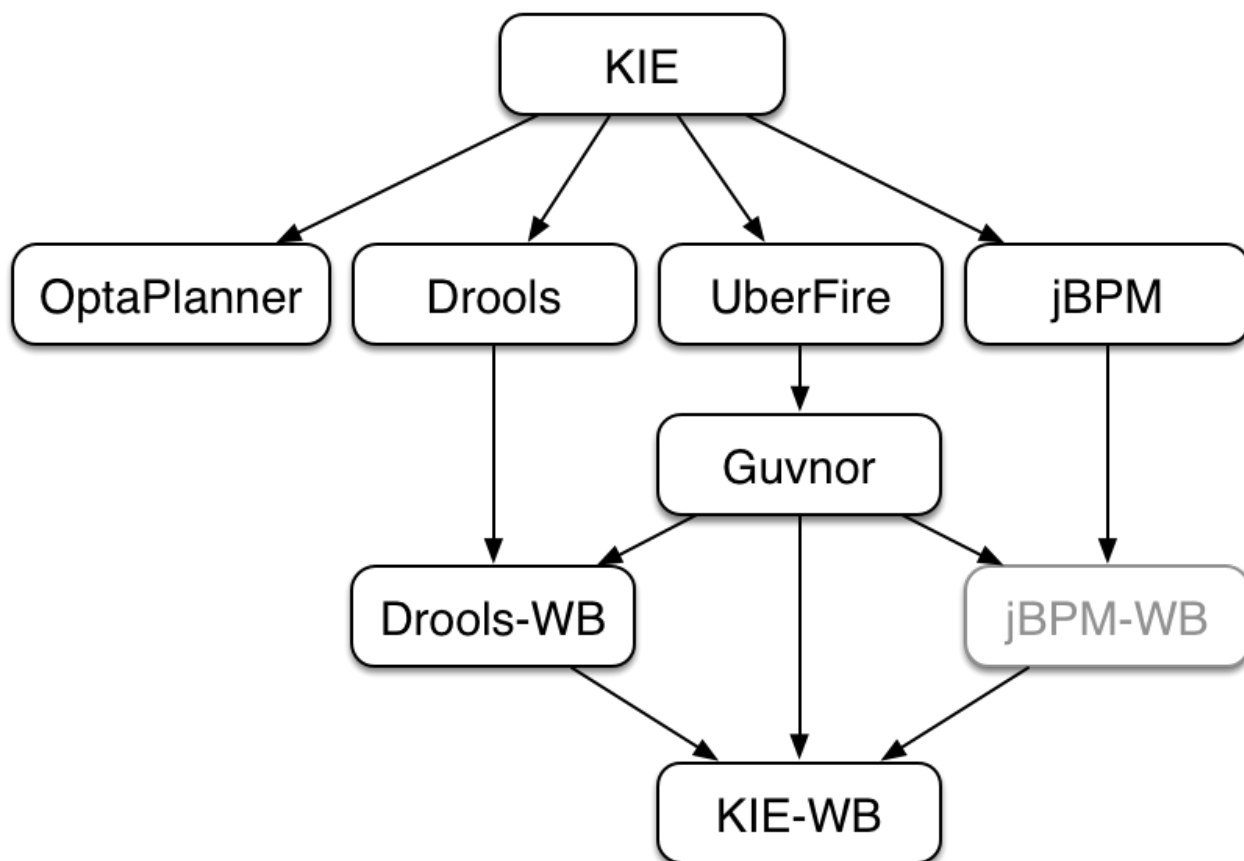 KIE
OptaPlanner
Drools
UberFire
jBPM
Guvnor
Drools-WB
jBPM-WB
KIE-WB